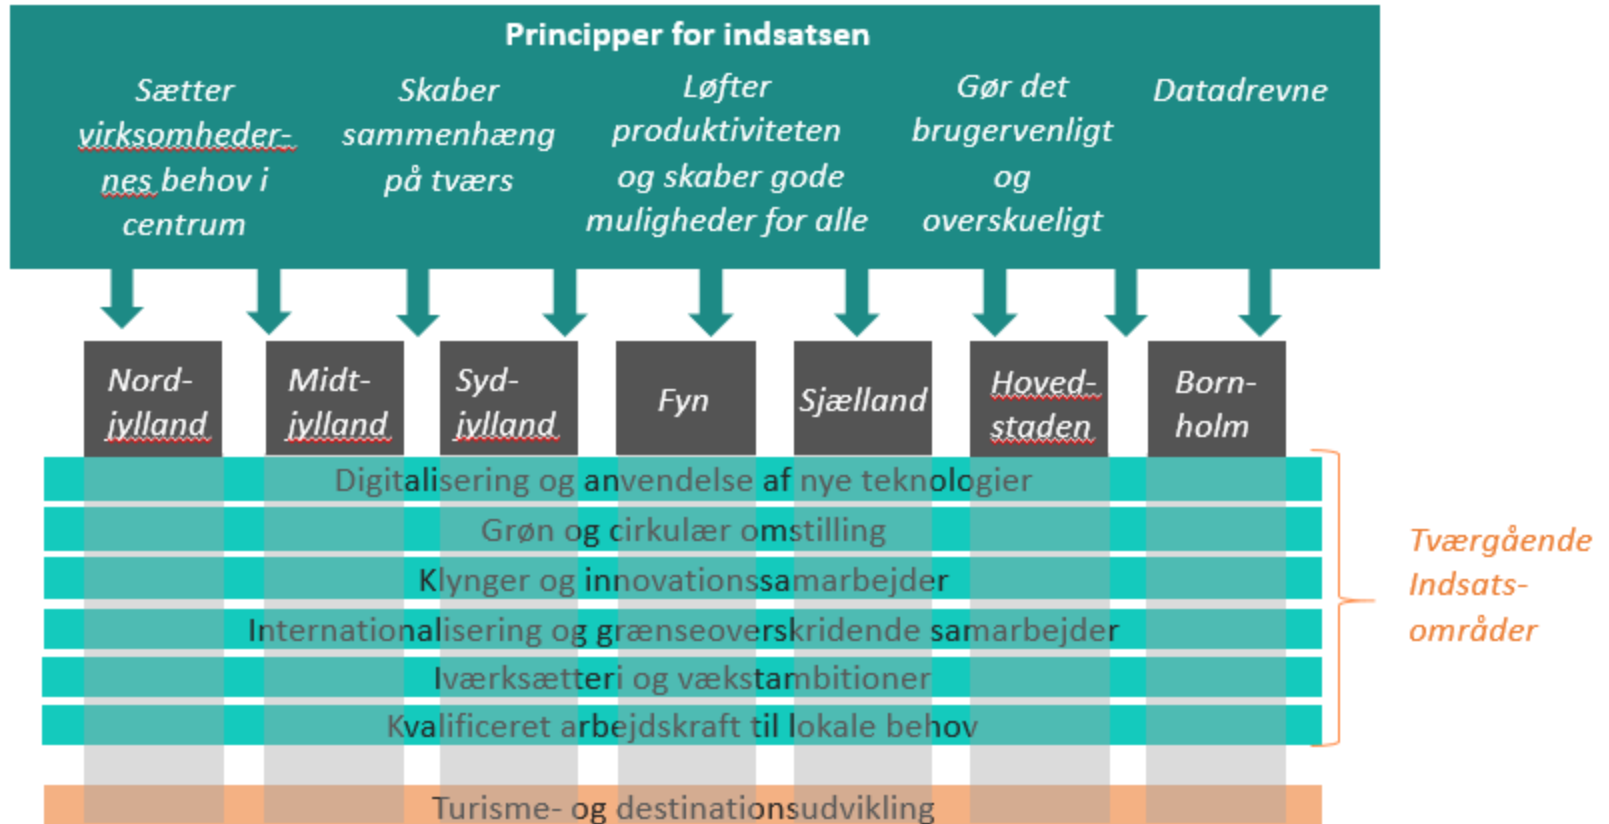 Principper for indsatsen
Sætter
virksomheder-
nes behov i
centrum
Skaber
sammenhæng
på tværs
Løfter
produktiviteten
og skaber gode
muligheder for alle
Gør det
brugervenligt
og
overskueligt
Datadrevne
Nord-
jylland
Midt-
jylland
Syd-
jylland
Fyn
Sjælland
Hoved-
staden
Born-
holm
Digitalisering og anvendelse af nye teknologier
Grøn og cirkulær omstilling
Klynger og innovationssamarbejder
Internationalisering og grænseoverskridende samarbejder
Iværksætteri og vækstambitioner
Kvalificeret arbejdskraft til lokale behov
Tværgående
Indsats-
områder
Turisme- og destinationsudvikling